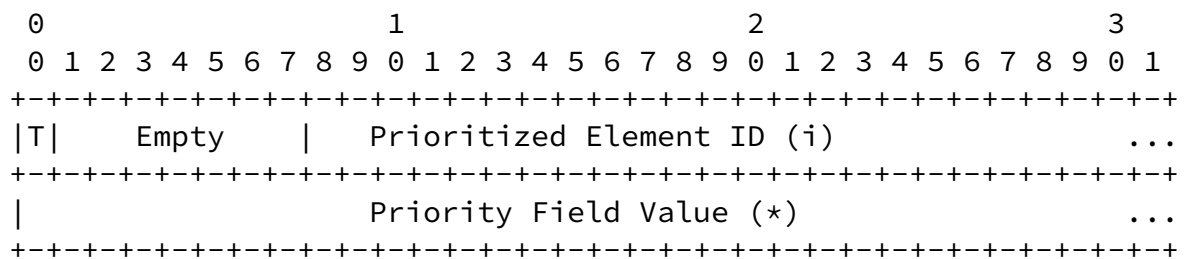 0                   1                   2                   3
 0 1 2 3 4 5 6 7 8 9 0 1 2 3 4 5 6 7 8 9 0 1 2 3 4 5 6 7 8 9 0 1
+-+-+-+-+-+-+-+-+-+-+-+-+-+-+-+-+-+-+-+-+-+-+-+-+-+-+-+-+-+-+-+-+
|T|    Empty    |   Prioritized Element ID (i)                ...
+-+-+-+-+-+-+-+-+-+-+-+-+-+-+-+-+-+-+-+-+-+-+-+-+-+-+-+-+-+-+-+-+
|                   Priority Field Value (*)                  ...
+-+-+-+-+-+-+-+-+-+-+-+-+-+-+-+-+-+-+-+-+-+-+-+-+-+-+-+-+-+-+-+-+